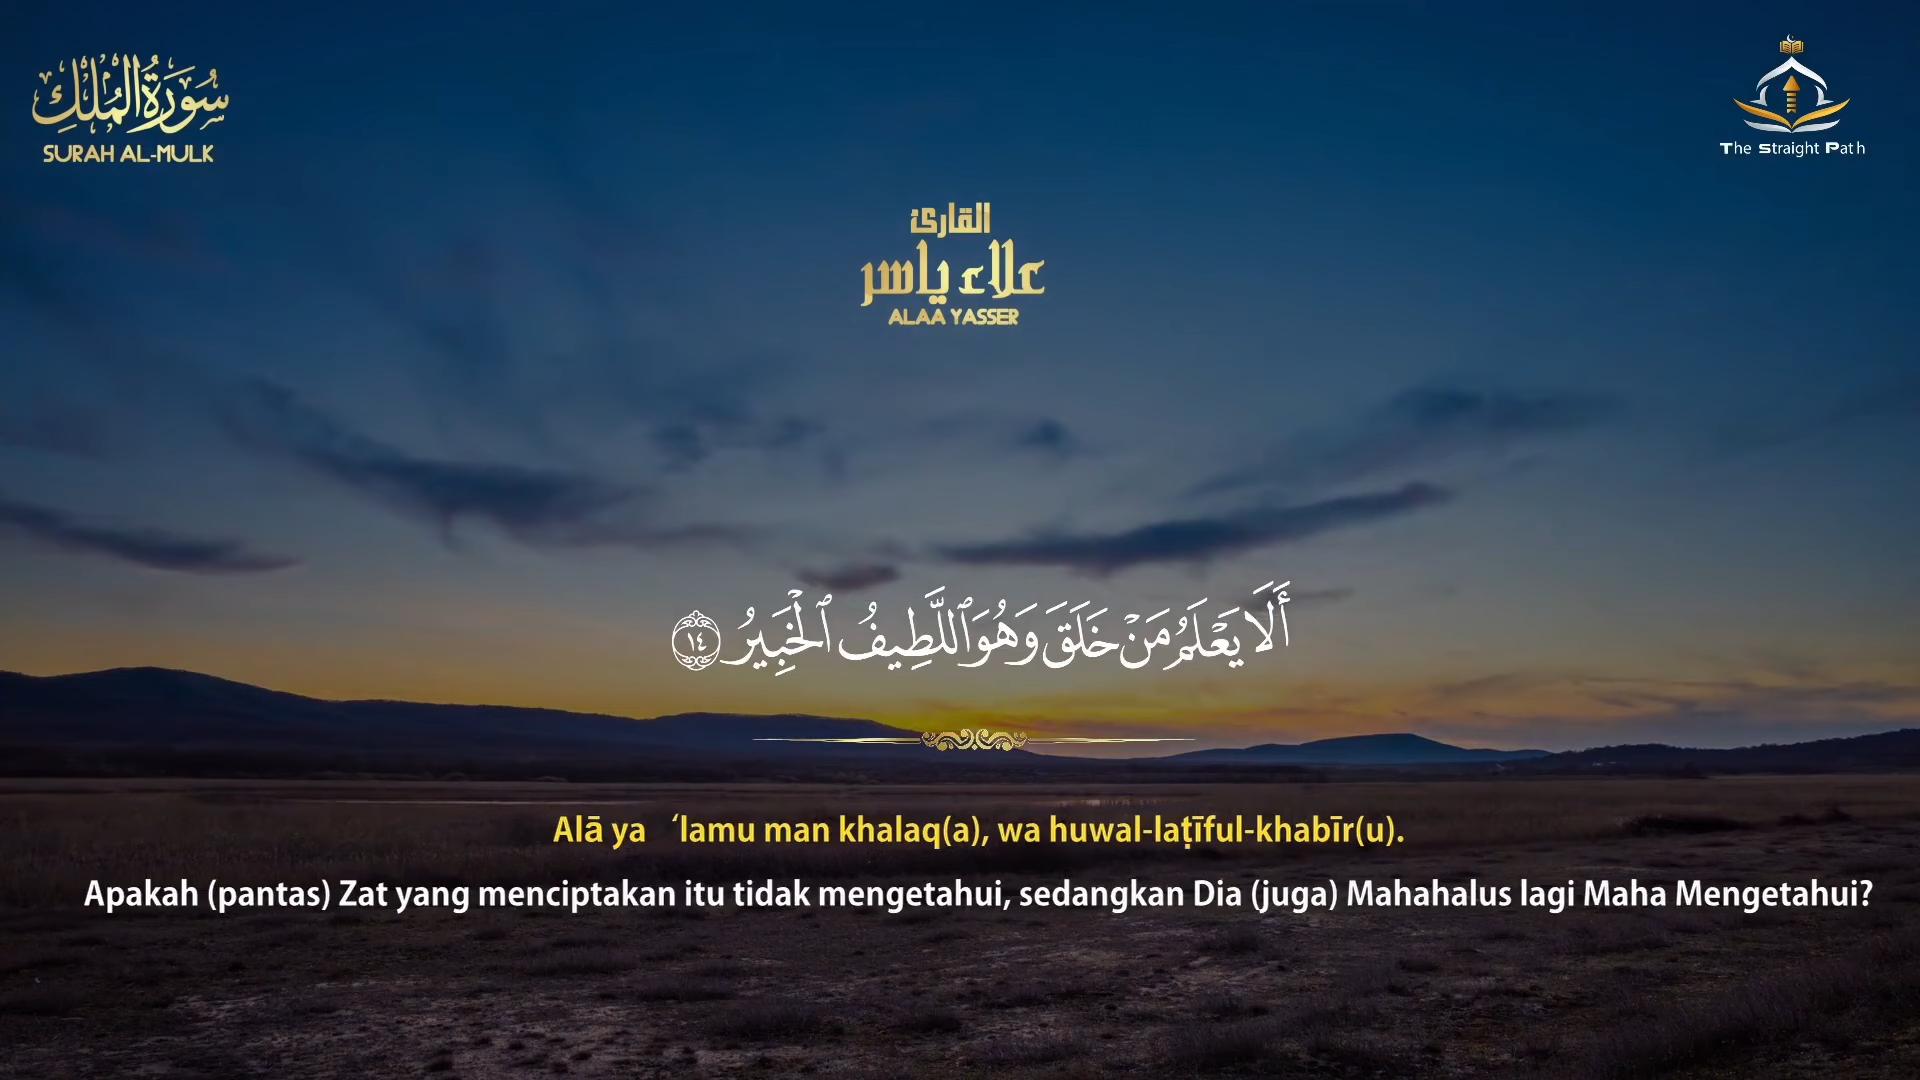 سُورَةُ الْمُلْكِ
SURAH AL-MULK
The Straight Path
القارئ
علاء ياسر
ALAA YASSER
أَلَا يَعْلَمُ مَنْ خَلَقَ وَهُوَ ٱللَّطِيفُ ٱلْخَبِيرُ ١٤
Alā ya ‘lamu man khalaq(a), wa huwal-laṭīful-khabīr(u).
Apakah (pantas) Zat yang menciptakan itu tidak mengetahui, sedangkan Dia (juga) Mahahalus lagi Maha Mengetahui?